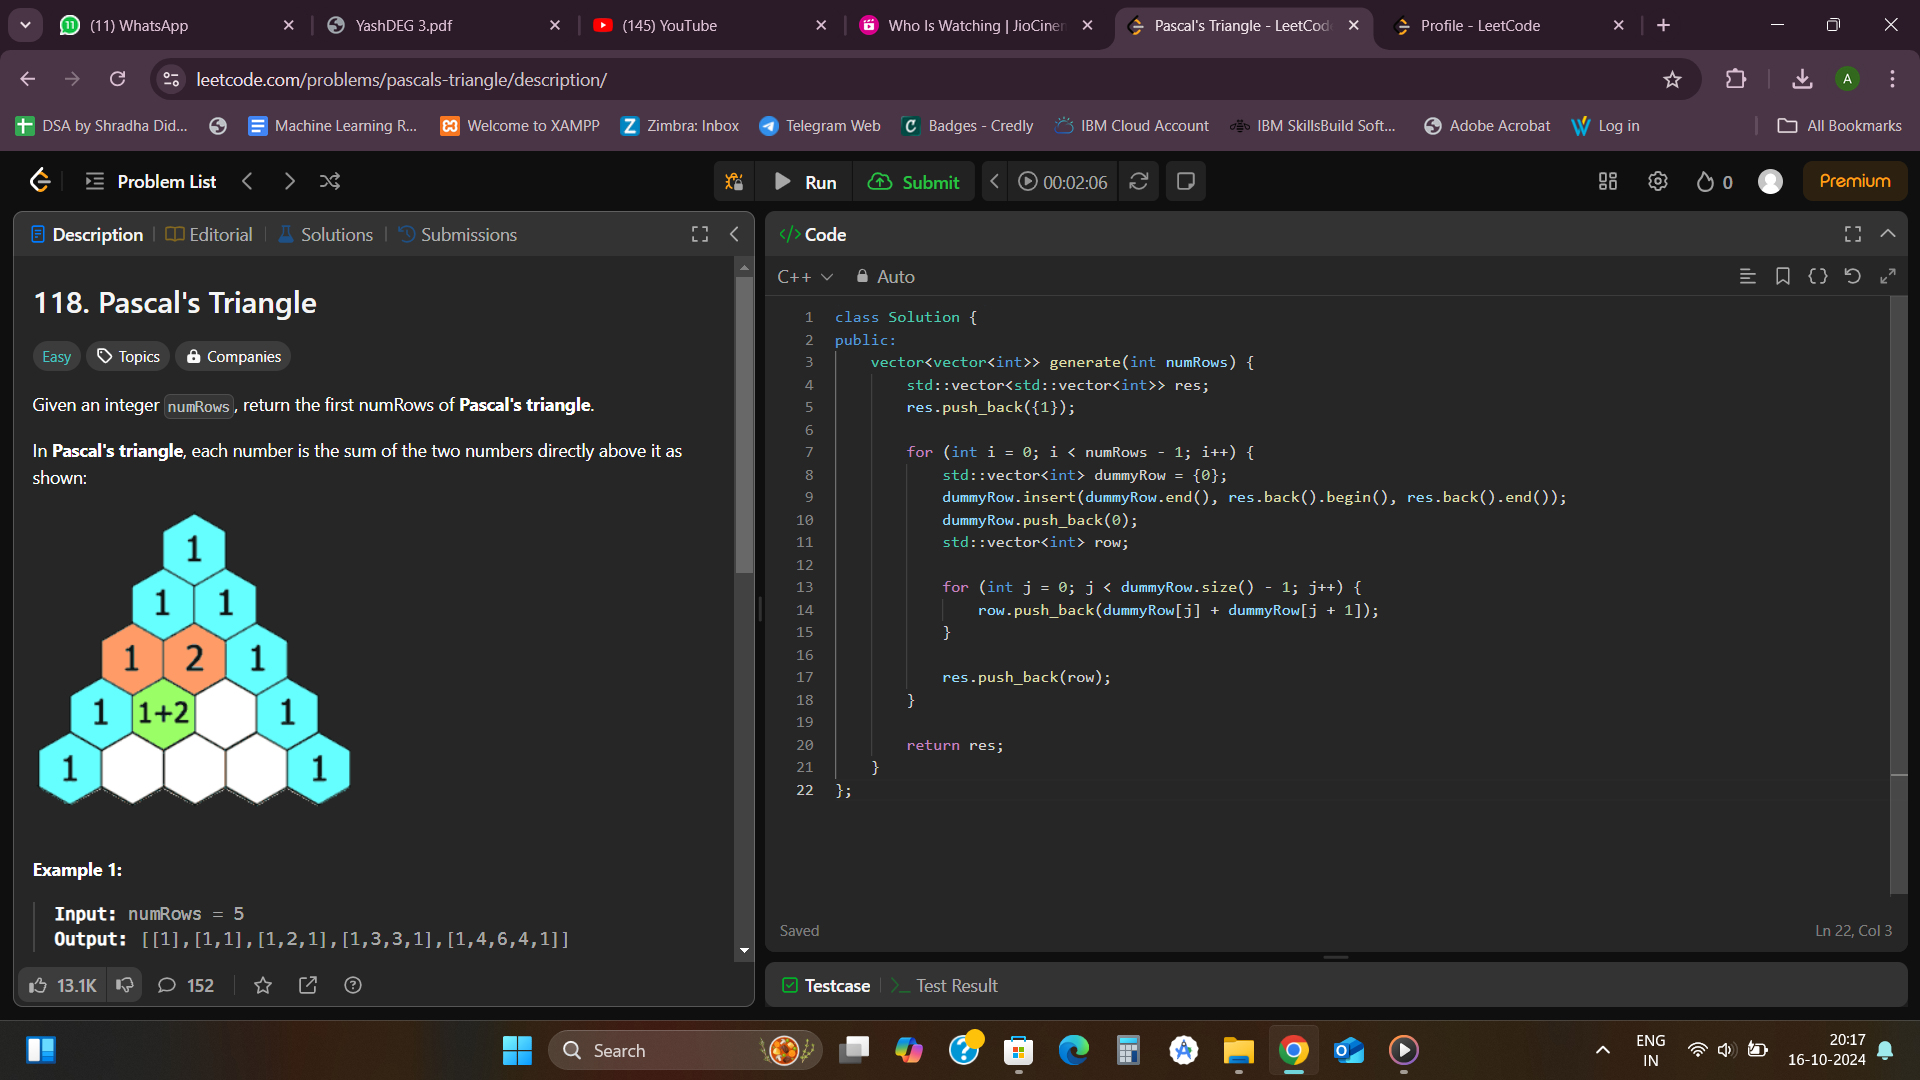 (11) WhatsApp
YashDEG 3.pdf
(145) YouTube
Who Is Watching | JioCinem
Pascal's Triangle - LeetCode
Profile - LeetCode
leetcode.com/problems/pascals-triangle/description/
A
DSA by Shradha Did...
Machine Learning R...
Welcome to XAMPP
Zimbra: Inbox
Telegram Web
Badges - Credly
IBM Cloud Account
IBM SkillsBuild Soft...
Adobe Acrobat
Log in
All Bookmarks
Problem List
Run
Submit
00:02:06
0
Premium
Description
Editorial
Solutions
Submissions
118. Pascal's Triangle
Easy
Topics
Companies
Given an integer numRows, return the first numRows of Pascal's triangle.
In Pascal's triangle, each number is the sum of the two numbers directly above it as
shown:
1
1 1
1 2 1
1 1+2 1
1 1
Example 1:
Input: numRows = 5
Output: [[1],[1,1],[1,2,1],[1,3,3,1],[1,4,6,4,1]]
13.1K
152
</> Code
C++
Auto
1 class Solution {
2 public:
3 vector<vector<int>> generate(int numRows) {
4 std::vector<std::vector<int>> res;
5 res.push_back({1});
6
7 for (int i = 0; i < numRows - 1; i++) {
8 std::vector<int> dummyRow = {0};
9 dummyRow.insert(dummyRow.end(), res.back().begin(), res.back().end());
10 dummyRow.push_back(0);
11 std::vector<int> row;
12
13 for (int j = 0; j < dummyRow.size() - 1; j++) {
14 row.push_back(dummyRow[j] + dummyRow[j + 1]);
15 }
16
17 res.push_back(row);
18 }
19
20 return res;
21 }
22 };
Saved
Ln 22, Col 3
Testcase
Test Result
Search
ENG
IN
20:17
16-10-2024